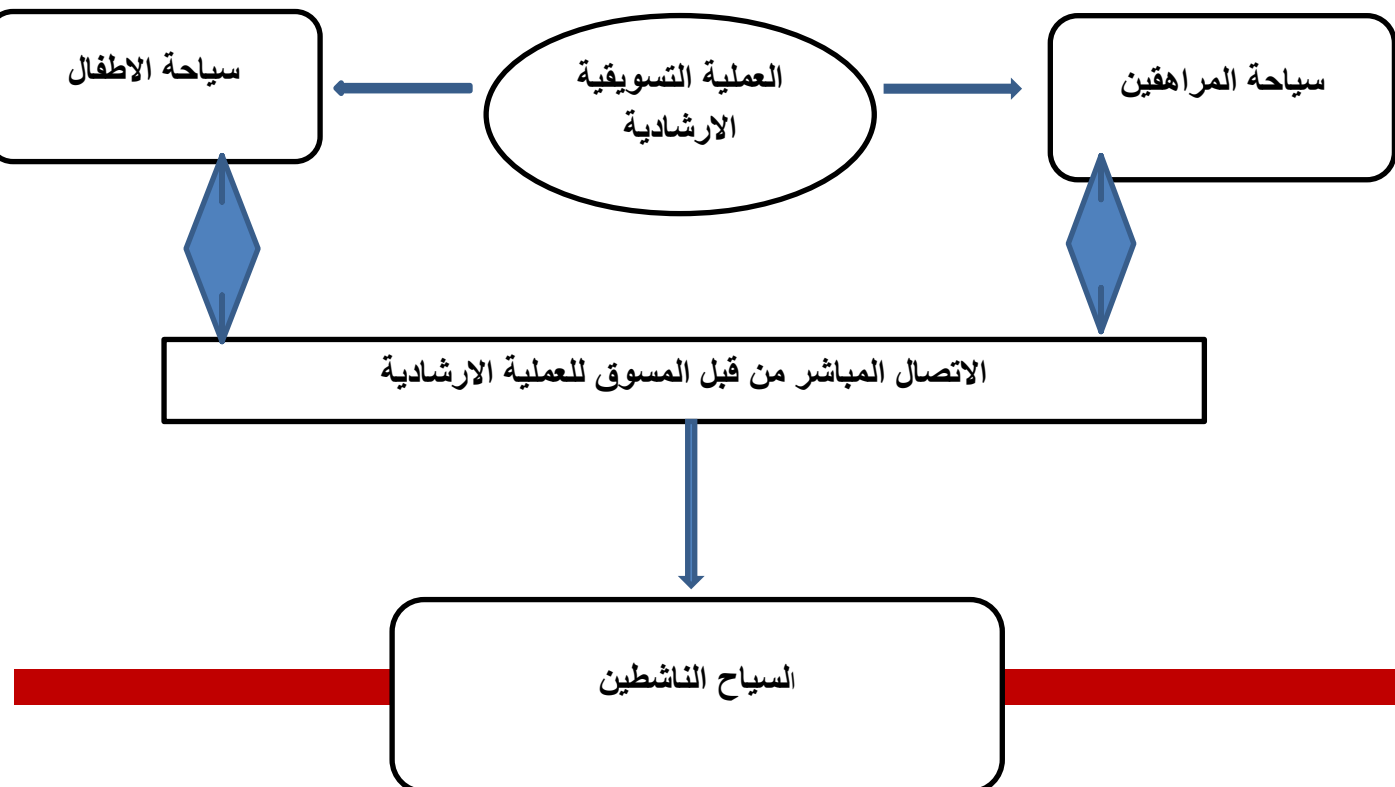 سياحة المراهقين
العملية التسويقية
الارشادية
سياحة الاطفال
الاتصال المباشر من قبل المسوق للعملية الارشادية
السياح الناشطين